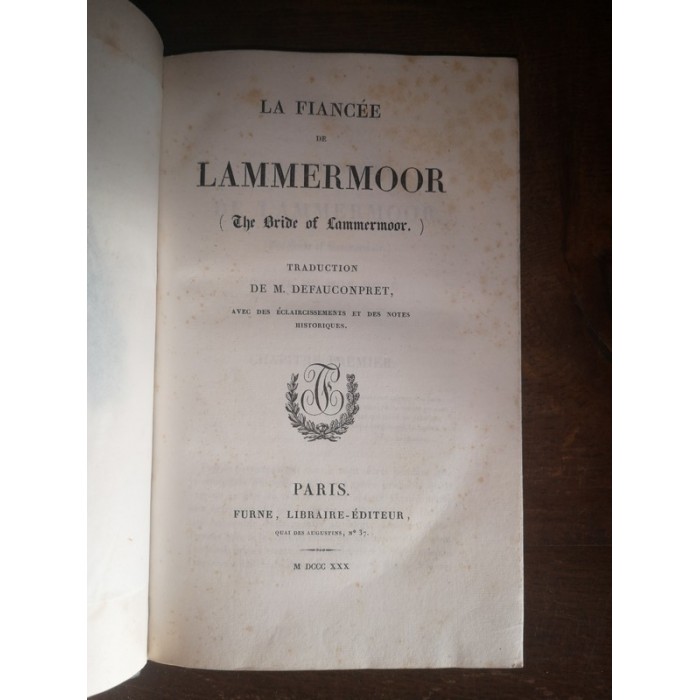 LA FIANCÉE
DE
LAMMERMOOR
( The Bride of Lammermoor. )
TRADUCTION
DE M. DEFAUCONPRET,
AVEC DES ÉCLAIRCISSEMENTS ET DES NOTES
HISTORIQUES.
PARIS.
FURNE, LIBRAIRE-ÉDITEUR,
QUAI DES AUGUSTINS, Nº 37.
M DCCC XXX